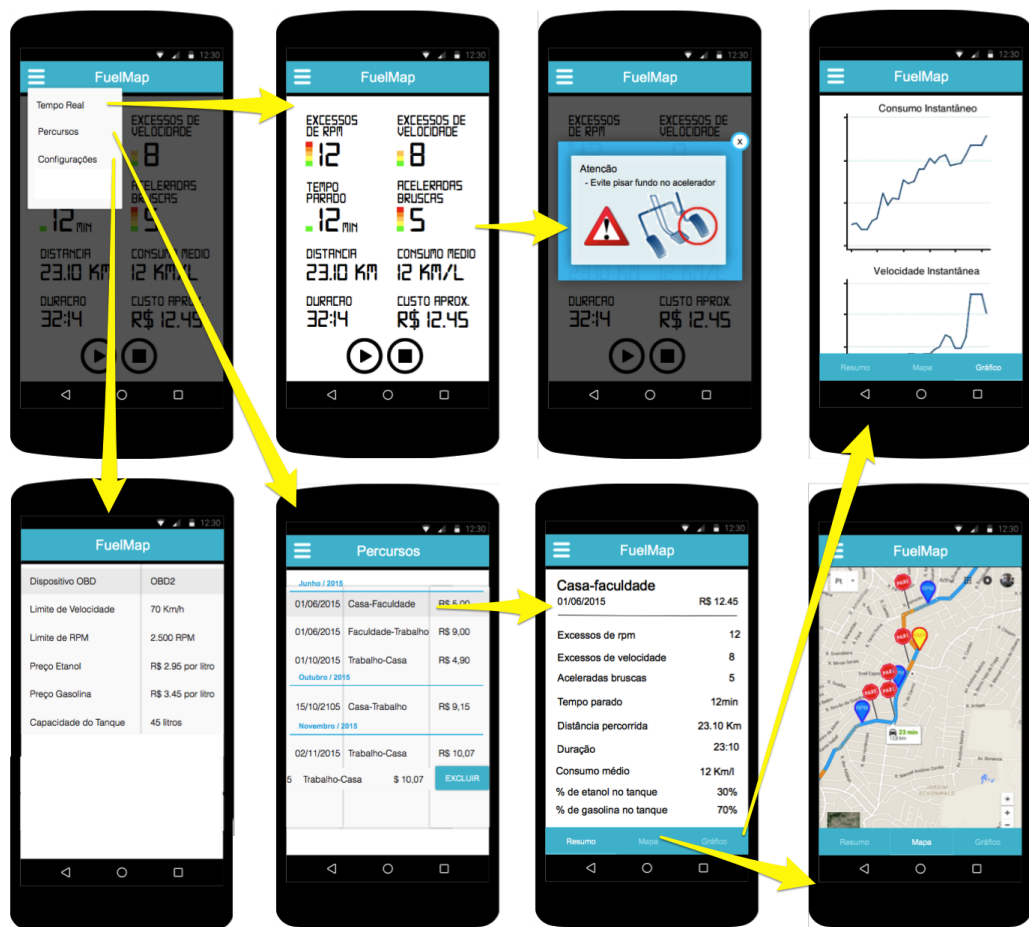 12:30
FuelMap
Tempo Real
Percursos
Configurações
EXCESSOS DE
VELOCIDADE
8
ACELERADAS
BRUSCAS
12 MIN
5
DISTANCIA
CONSUMO MEDIO
23.10 KM
12 KM/L
DURACAO
CUSTO APROX.
32:14
R$ 12.45
12:30
FuelMap
EXCESSOS
DE RPM
EXCESSOS DE
VELOCIDADE
12
8
TEMPO
PARADO
ACELERADAS
BRUSCAS
12 MIN
5
DISTANCIA
CONSUMO MEDIO
23.10 KM
12 KM/L
DURACAO
CUSTO APROX.
32:14
R$ 12.45
12:30
FuelMap
EXCESSOS
DE RPM
EXCESSOS DE
VELOCIDADE
X
Atenção
- Evite pisar fundo no acelerador
DURACAO
CUSTO APROX.
32:14
R$ 12.45
12:30
FuelMap
Consumo Instantâneo
Velocidade Instantânea
Resumo
Mapa
Gráfico
12:30
FuelMap
Dispositivo OBD
OBD2
Limite de Velocidade
70 Km/h
Limite de RPM
2.500 RPM
Preço Etanol
R$ 2.95 por litro
Preço Gasolina
R$ 3.45 por litro
Capacidade do Tanque
45 litros
12:30
Percursos
Junho / 2015
01/06/2015 Casa-Faculdade R$ 5,00
01/06/2015 Faculdade-Trabalho R$ 9,00
01/10/2015 Trabalho-Casa R$ 4,90
Outubro / 2015
15/10/2105 Casa-Trabalho R$ 9,15
Novembro / 2015
02/11/2015 Trabalho-Casa R$ 10,07
5 Trabalho-Casa $ 10,07 EXCLUIR
12:30
FuelMap
Casa-faculdade
01/06/2015 R$ 12.45
Excessos de rpm 12
Excessos de velocidade 8
Aceleradas bruscas 5
Tempo parado 12min
Distância percorrida 23.10 Km
Duração 23:10
Consumo médio 12 Km/l
% de etanol no tanque 30%
% de gasolina no tanque 70%
Resumo
Mapa
Gráfico
12:30
FuelMap
Pt
PARE
RPM
PARE
RPM
PARE
PARE
RPM
23 min
JARDIM
SCHONWALD
Resumo
Mapa
Gráfico